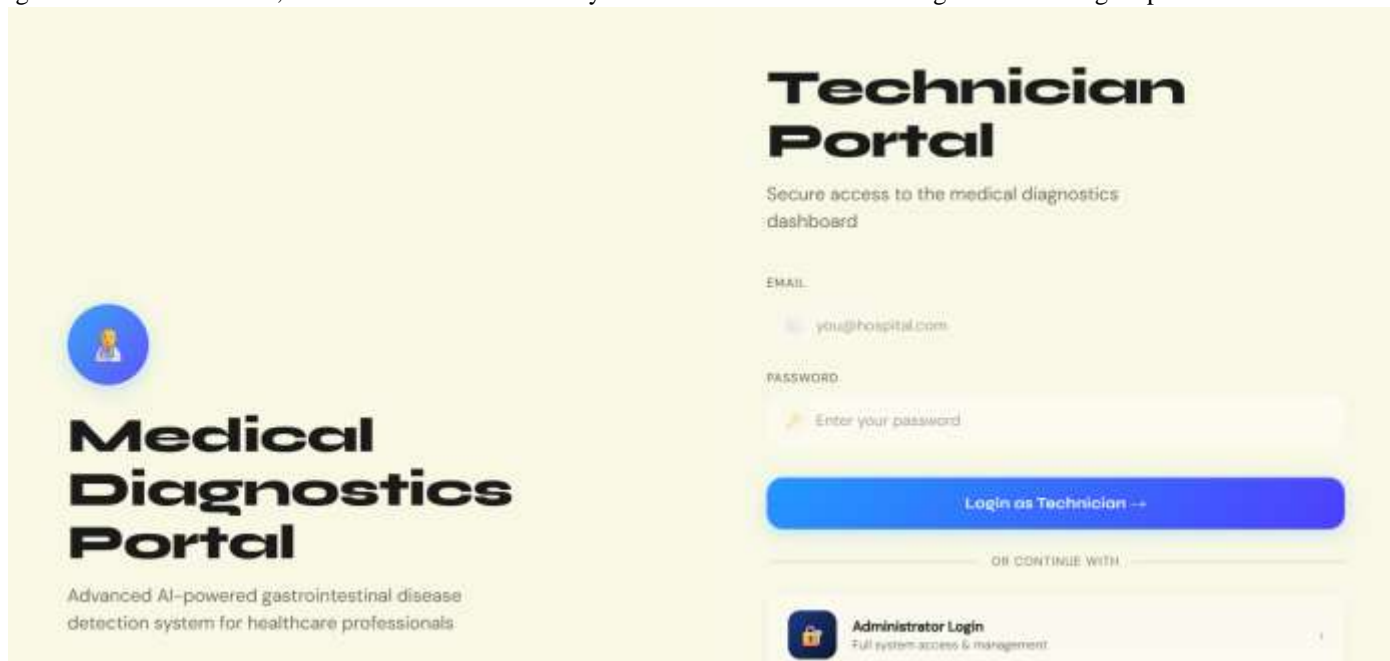 Medical
Diagnostics
Portal
Advanced AI-powered gastrointestinal disease
detection system for healthcare professionals
Technician
Portal
Secure access to the medical diagnostics
dashboard
EMAIL
you@hospital.com
PASSWORD
Enter your password
Login as Technician →
OR CONTINUE WITH
Administrator Login
Full system access & management